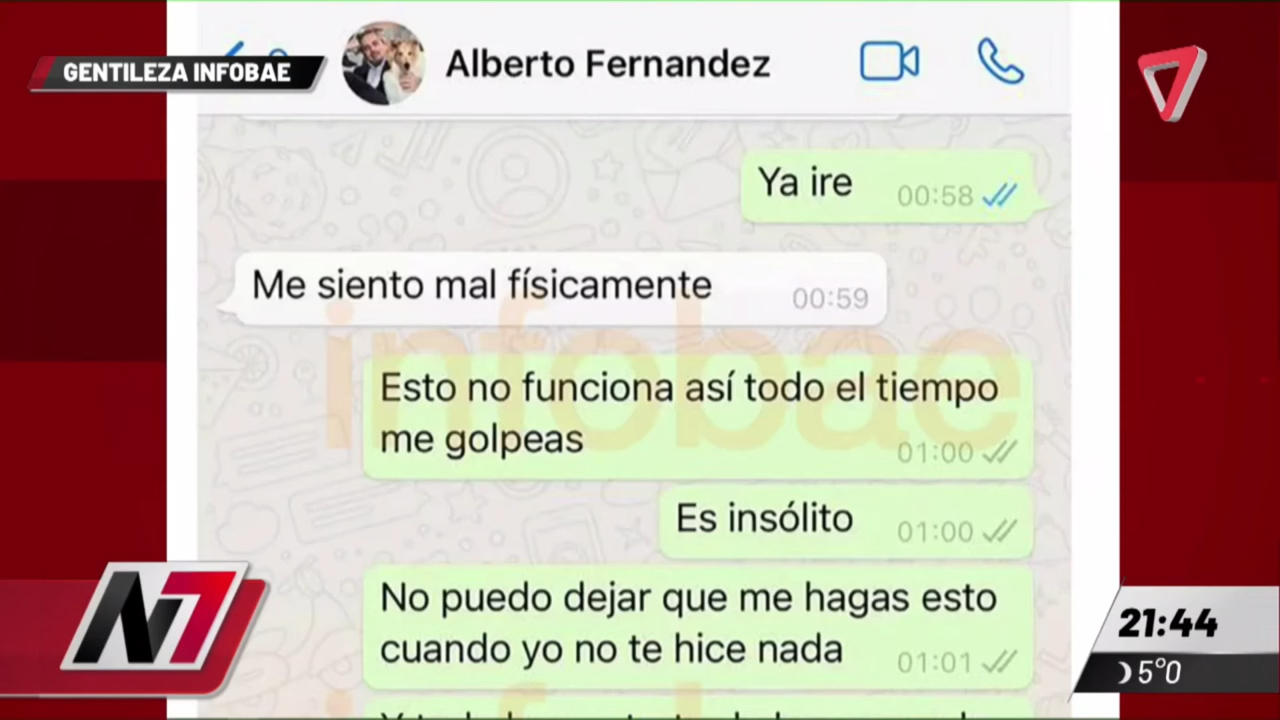 GENTILEZA INFOBAE
Alberto Fernandez
Ya ire 00:58
Me siento mal físicamente 00:59
Esto no funciona así todo el tiempo
me golpeas 01:00
Es insólito 01:00
No puedo dejar que me hagas esto
cuando yo no te hice nada 01:01
infobae
N7
21:44
5°0